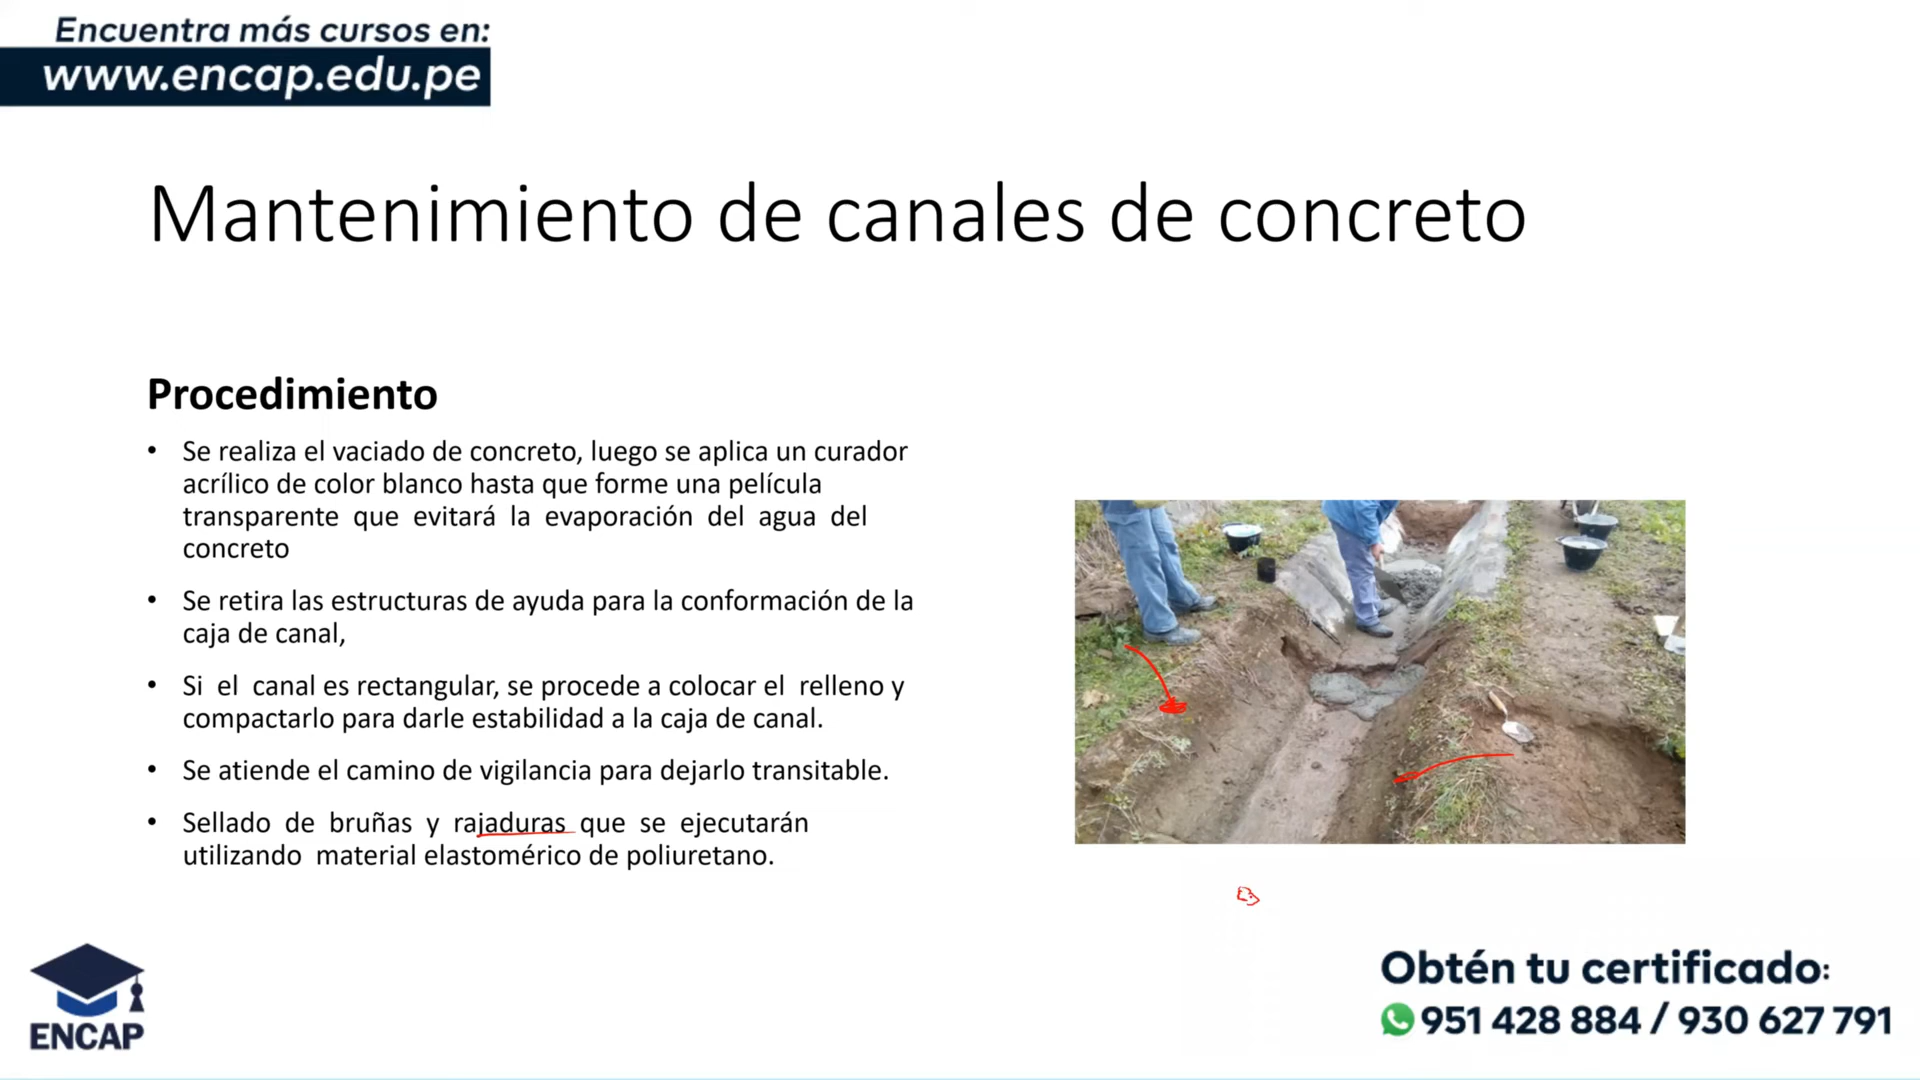 Encuentra más cursos en:
www.encap.edu.pe
Mantenimiento de canales de concreto
Procedimiento
• Se realiza el vaciado de concreto, luego se aplica un curador
acrílico de color blanco hasta que forme una película
transparente que evitará la evaporación del agua del
concreto
• Se retira las estructuras de ayuda para la conformación de la
caja de canal,
• Si el canal es rectangular, se procede a colocar el relleno y
compactarlo para darle estabilidad a la caja de canal.
• Se atiende el camino de vigilancia para dejarlo transitable.
• Sellado de bruñas y rajaduras que se ejecutarán
utilizando material elastomérico de poliuretano.
ENCAP
Obtén tu certificado:
951 428 884 / 930 627 791